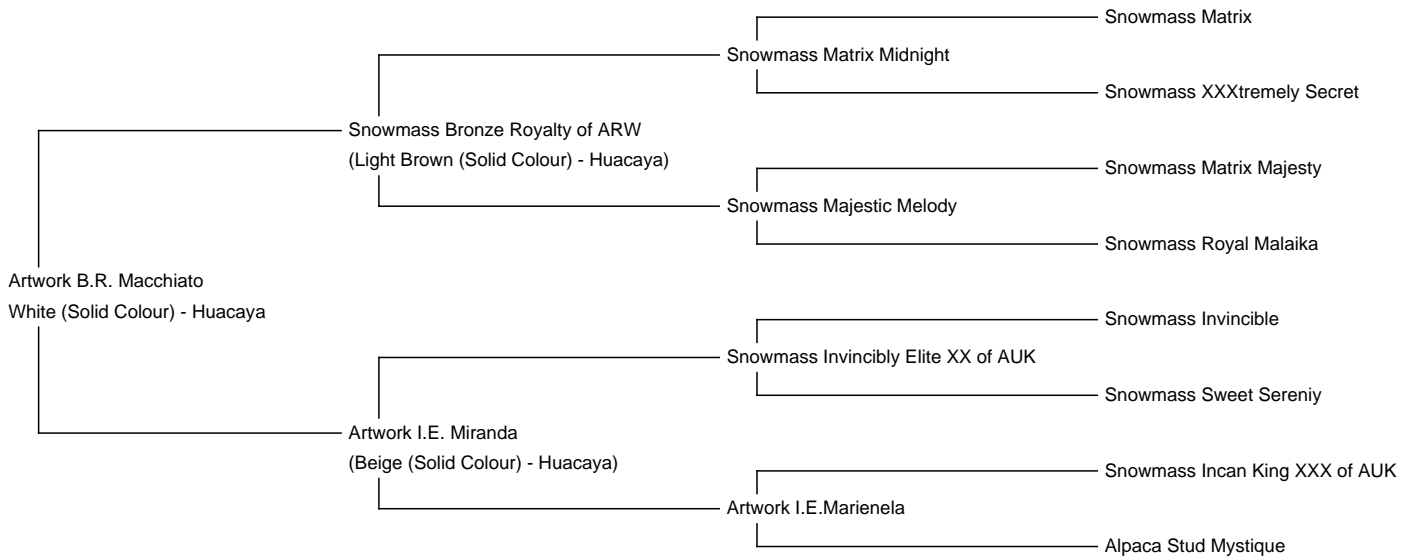 Snowmass Matrix
Snowmass Matrix Midnight
Snowmass XXXtremely Secret
Snowmass Bronze Royalty of ARW
(Light Brown (Solid Colour) - Huacaya)
Snowmass Matrix Majesty
Snowmass Majestic Melody
Snowmass Royal Malaika
Artwork B.R. Macchiato
White (Solid Colour) - Huacaya
Snowmass Invincible
Snowmass Invincibly Elite XX of AUK
Snowmass Sweet Sereniy
Artwork I.E. Miranda
(Beige (Solid Colour) - Huacaya)
Snowmass Incan King XXX of AUK
Artwork I.E.Marienela
Alpaca Stud Mystique